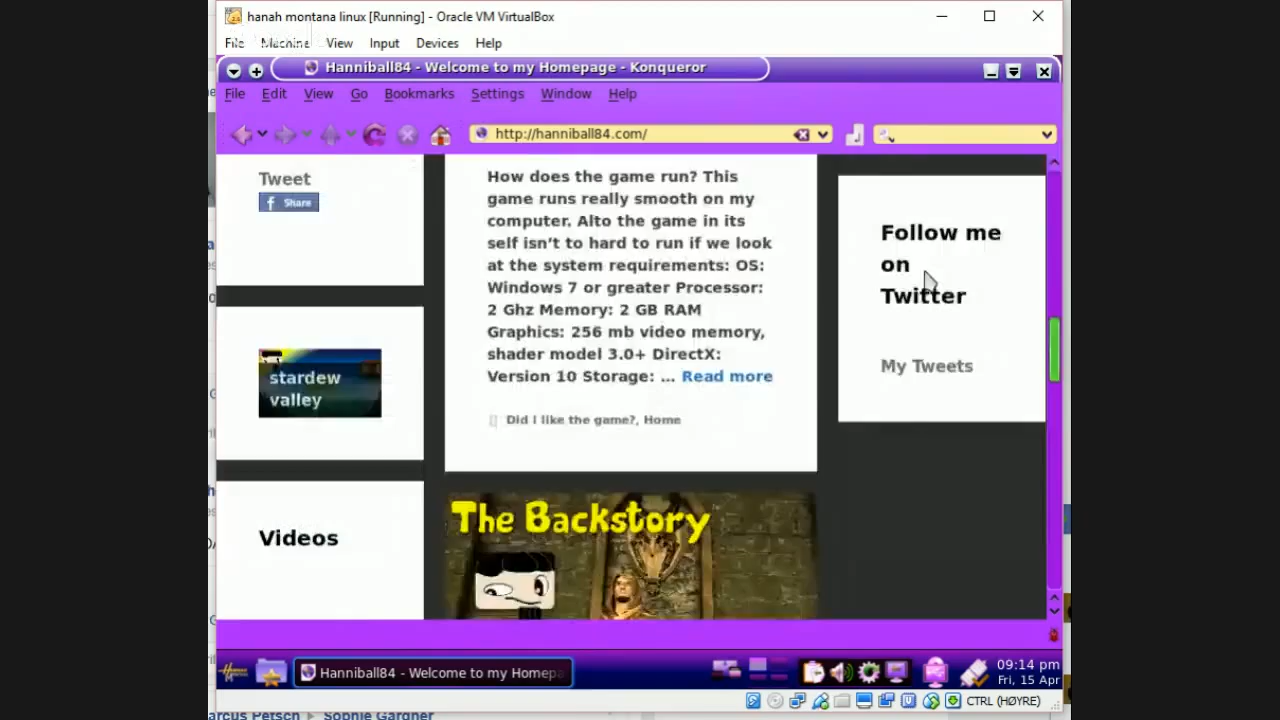 hanah montana linux [Running] - Oracle VM VirtualBox
File Machine View Input Devices Help
Hanniball84 - Welcome to my Homepage - Konqueror
File Edit View Go Bookmarks Settings Window Help
http://hanniball84.com/
Tweet
Share
stardew
valley
Videos
How does the game run? This
game runs really smooth on my
computer. Alto the game in its
self isn't to hard to run if we look
at the system requirements: OS:
Windows 7 or greater Processor:
2 Ghz Memory: 2 GB RAM
Graphics: 256 mb video memory,
shader model 3.0+ DirectX:
Version 10 Storage: ... Read more
Did I like the game?, Home
The Backstory
Follow me
on
Twitter
My Tweets
Hanniball84 - Welcome to my Homepa
09:14 pm
Fri, 15 Apr
CTRL (HØYRE)
arcus Petsch Sophie Gardner